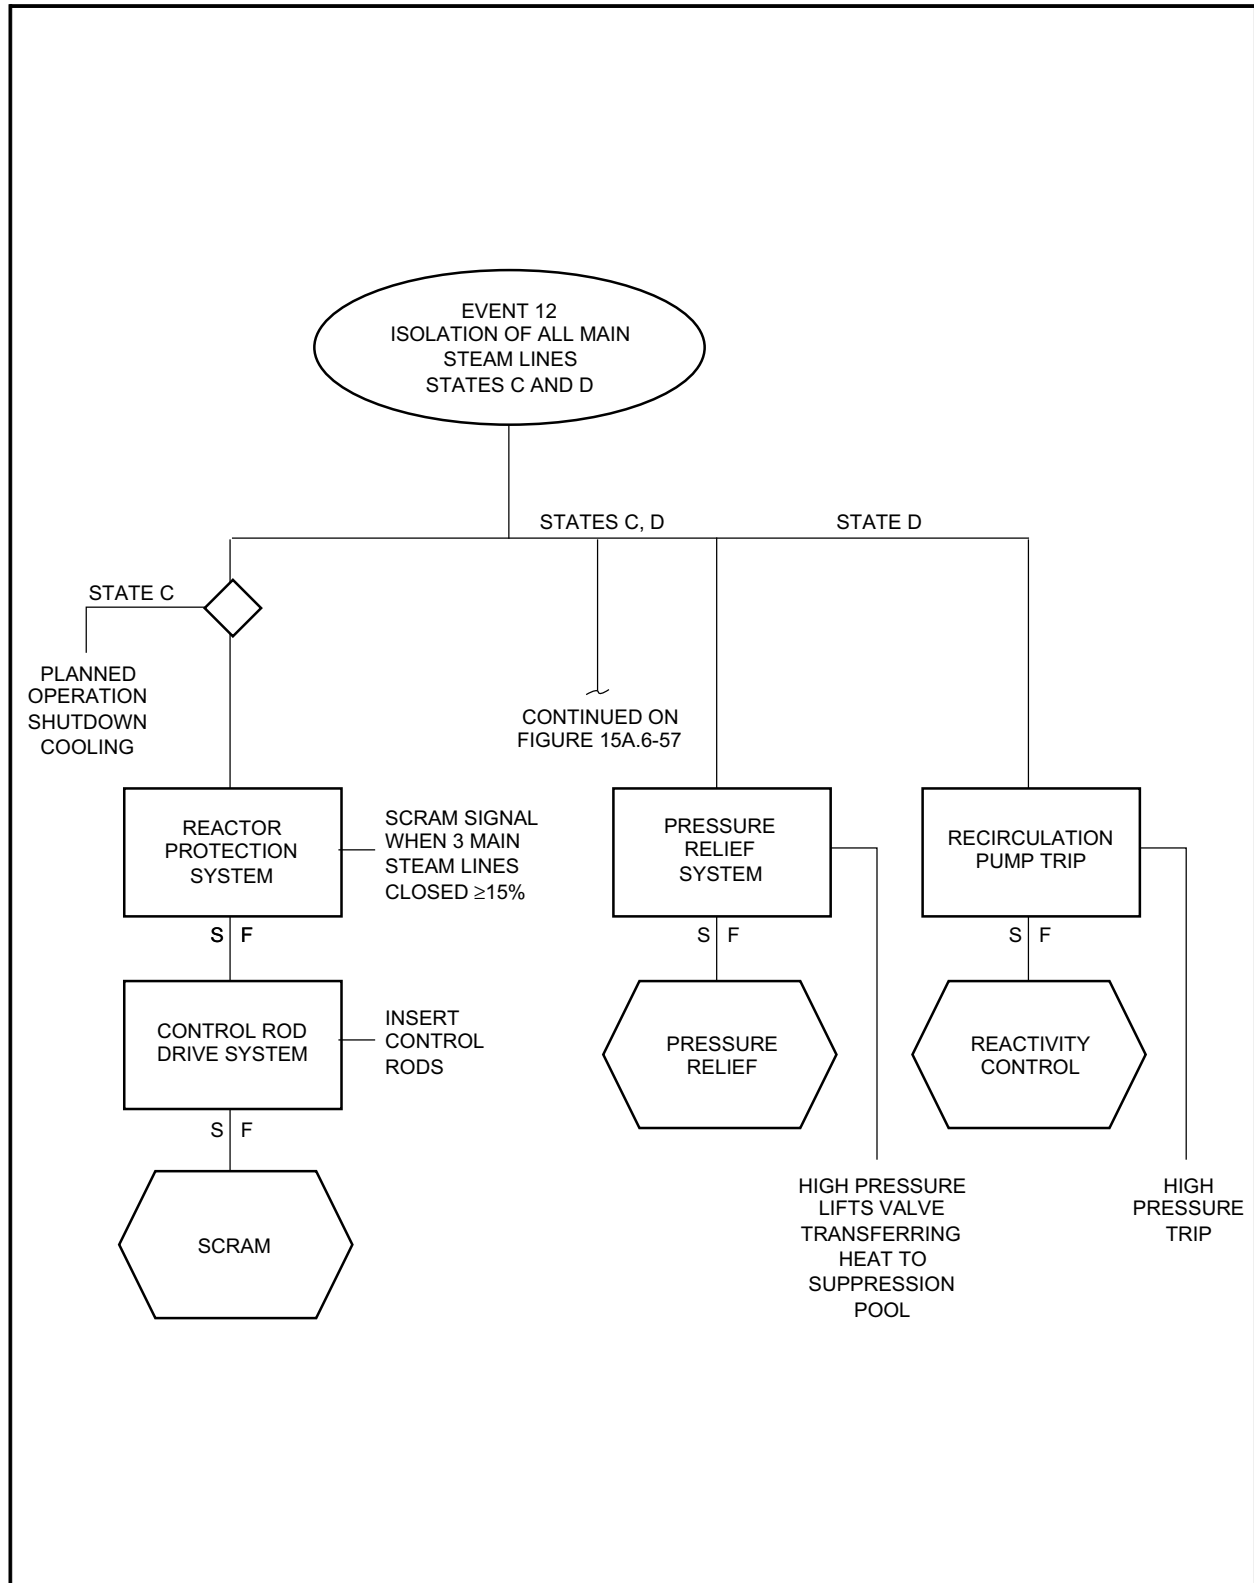 EVENT 12
ISOLATION OF ALL MAIN
STEAM LINES
STATES C AND D
STATES C, D
STATE D
STATE C
PLANNED
OPERATION
SHUTDOWN
COOLING
CONTINUED ON
FIGURE 15A.6-57
REACTOR
PROTECTION
SYSTEM
SCRAM SIGNAL
WHEN 3 MAIN
STEAM LINES
CLOSED ≥15%
PRESSURE
RELIEF
SYSTEM
RECIRCULATION
PUMP TRIP
S F
S F
S F
CONTROL ROD
DRIVE SYSTEM
INSERT
CONTROL
RODS
PRESSURE
RELIEF
REACTIVITY
CONTROL
S F
SCRAM
HIGH PRESSURE
LIFTS VALVE
TRANSFERRING
HEAT TO
SUPPRESSION
POOL
HIGH
PRESSURE
TRIP